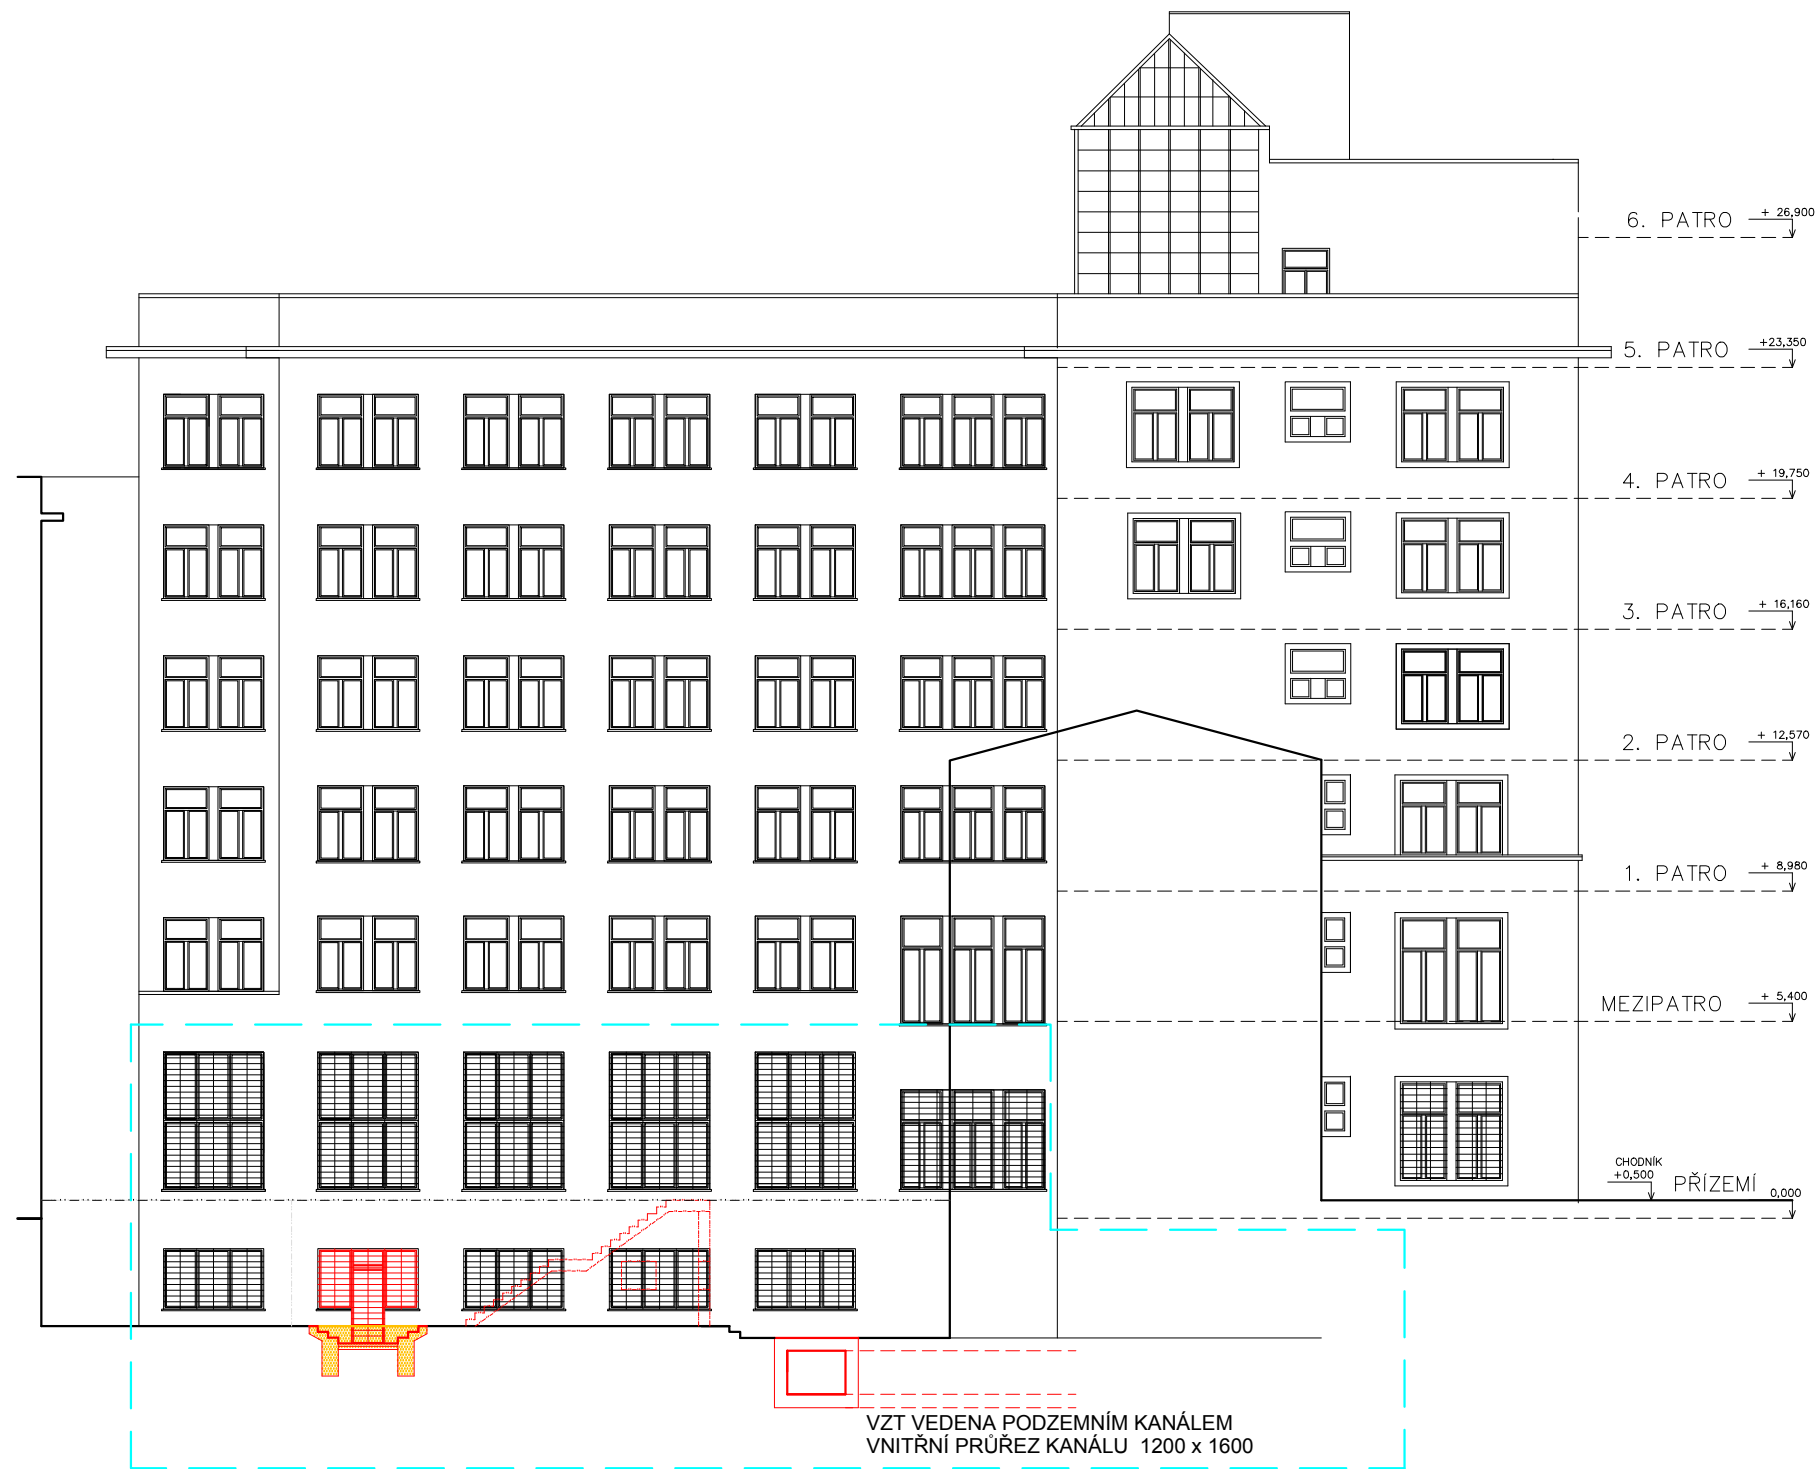 6. PATRO + 26,900
5. PATRO +23,350
4. PATRO + 19,750
3. PATRO + 16,160
2. PATRO + 12,570
1. PATRO + 8,980
MEZIPATRO + 5,400
CHODNÍK
+0,500
PŘÍZEMÍ 0,000
VZT VEDENA PODZEMNÍM KANÁLEM
VNITŘNÍ PRŮŘEZ KANÁLU 1200 x 1600